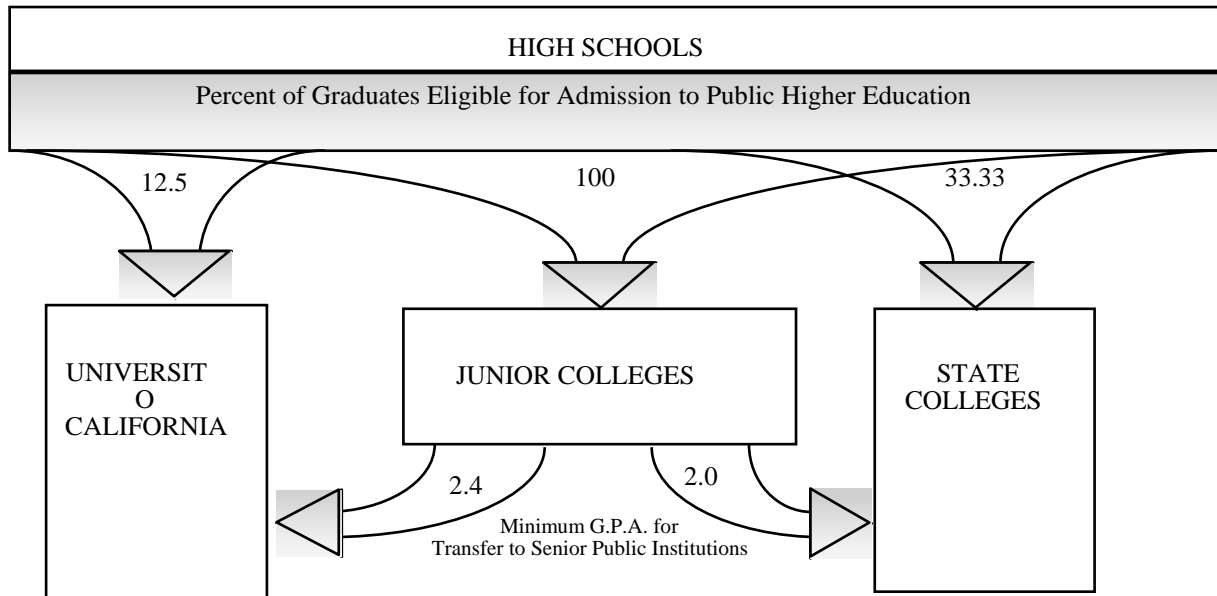 HIGH SCHOOLS
Percent of Graduates Eligible for Admission to Public Higher Education
12.5
100
33.33
UNIVERSIT
O
CALIFORNIA
JUNIOR COLLEGES
STATE
COLLEGES
2.4
2.0
Minimum G.P.A. for
Transfer to Senior Public Institutions